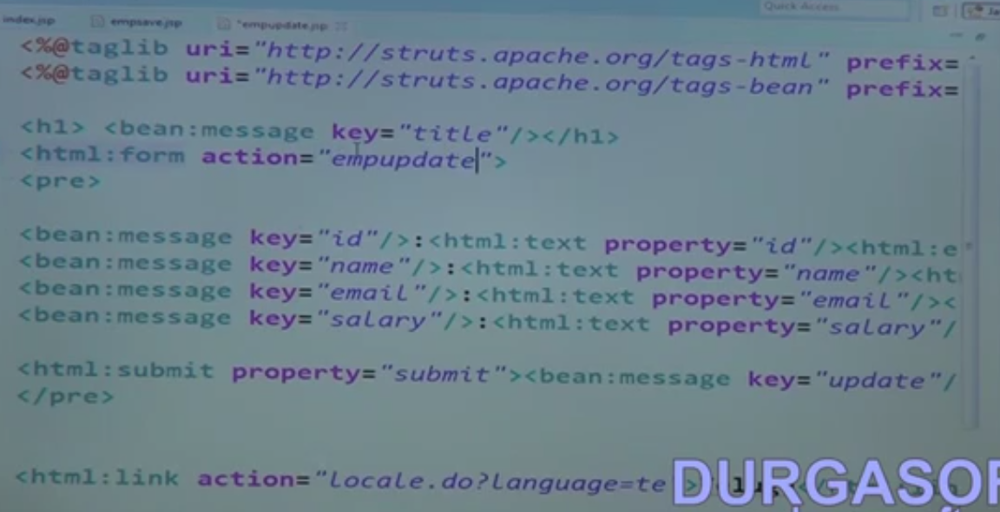 Quick Access
index.jsp empsave.jsp *empupdate.jsp
<%@taglib uri="http://struts.apache.org/tags-html" prefix=
<%@taglib uri="http://struts.apache.org/tags-bean" prefix=
<h1> <bean:message key="title"/></h1>
<html:form action="empupdate">
<pre>
<bean:message key="id"/>:<html:text property="id"/><html:e
<bean:message key="name"/>:<html:text property="name"/><ht
<bean:message key="email"/>:<html:text property="email"/><
<bean:message key="salary"/>:<html:text property="salary"/
<html:submit property="submit"><bean:message key="update"/
</pre>
<html:link action="Locale.do?language=te
DURGASOF